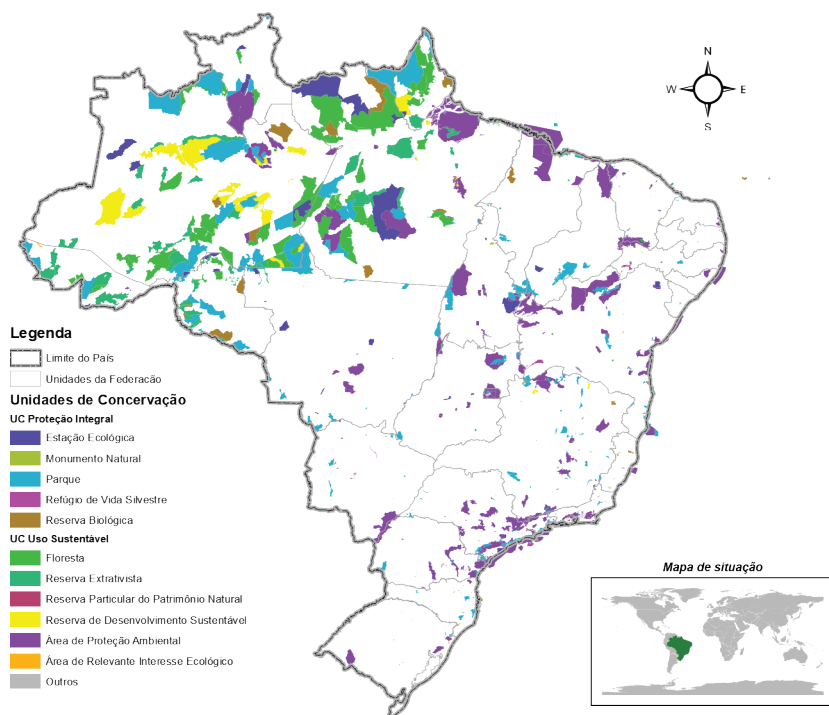 N
W
E
S
Legenda
Limite do País
Unidades da Federacão
Unidades de Concervação
UC Proteção Integral
Estação Ecológica
Monumento Natural
Parque
Refúgio de Vida Silvestre
Reserva Biológica
UC Uso Sustentável
Floresta
Reserva Extrativista
Reserva Particular do Patrimônio Natural
Reserva de Desenvolvimento Sustentável
Área de Proteção Ambiental
Área de Relevante Interesse Ecológico
Outros
Mapa de situação